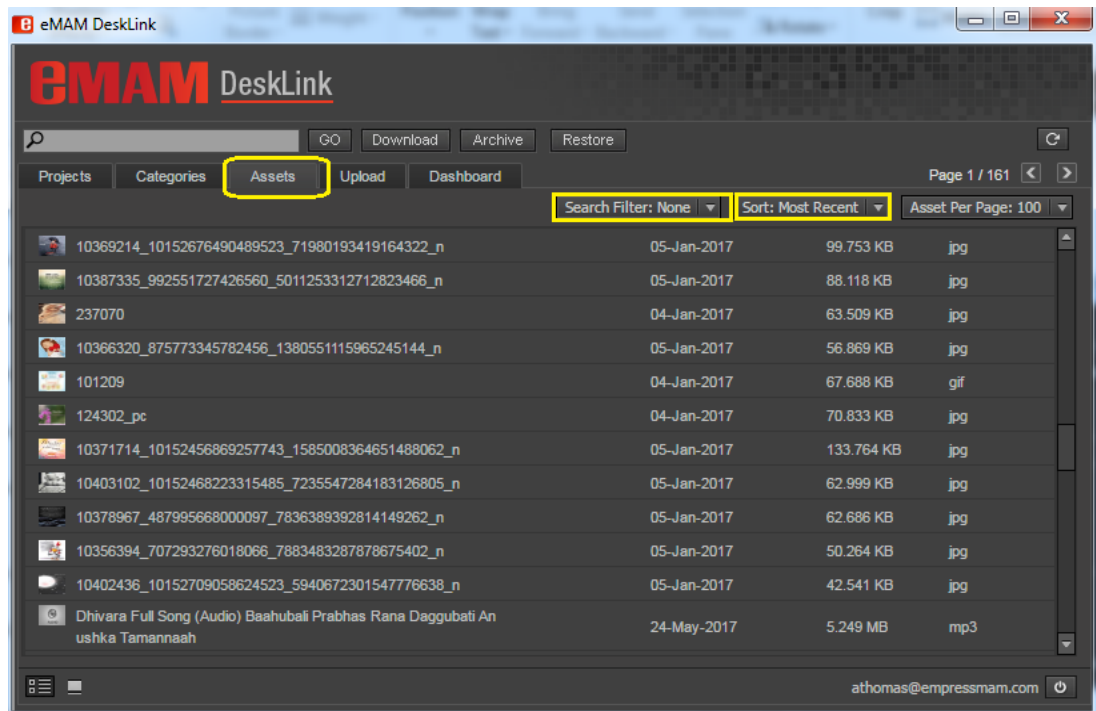 eMAM DeskLink
eMAM DeskLink
GO Download Archive Restore
Projects Categories Assets Upload Dashboard Page 1 / 161
Search Filter: None Sort: Most Recent Asset Per Page: 100
10369214_10152676490489523_71980193419164322_n 05-Jan-2017 99.753 KB jpg
10387335_992551727426560_5011253312712823466_n 05-Jan-2017 88.118 KB jpg
237070 04-Jan-2017 63.509 KB jpg
10366320_875773345782456_1380551115965245144_n 05-Jan-2017 56.869 KB jpg
101209 04-Jan-2017 67.688 KB gif
124302_pc 04-Jan-2017 70.833 KB jpg
10371714_10152456869257743_1585008364651488062_n 05-Jan-2017 133.764 KB jpg
10403102_10152468223315485_7235547284183126805_n 05-Jan-2017 62.999 KB jpg
10378967_487995668000097_7836389392814149262_n 05-Jan-2017 62.686 KB jpg
10356394_707293276018066_7883483287878675402_n 05-Jan-2017 50.264 KB jpg
10402436_10152709058624523_5940672301547776638_n 05-Jan-2017 42.541 KB jpg
Dhivara Full Song (Audio) Baahubali Prabhas Rana Daggubati An
ushka Tamannaah 24-May-2017 5.249 MB mp3
athomas@empressmam.com